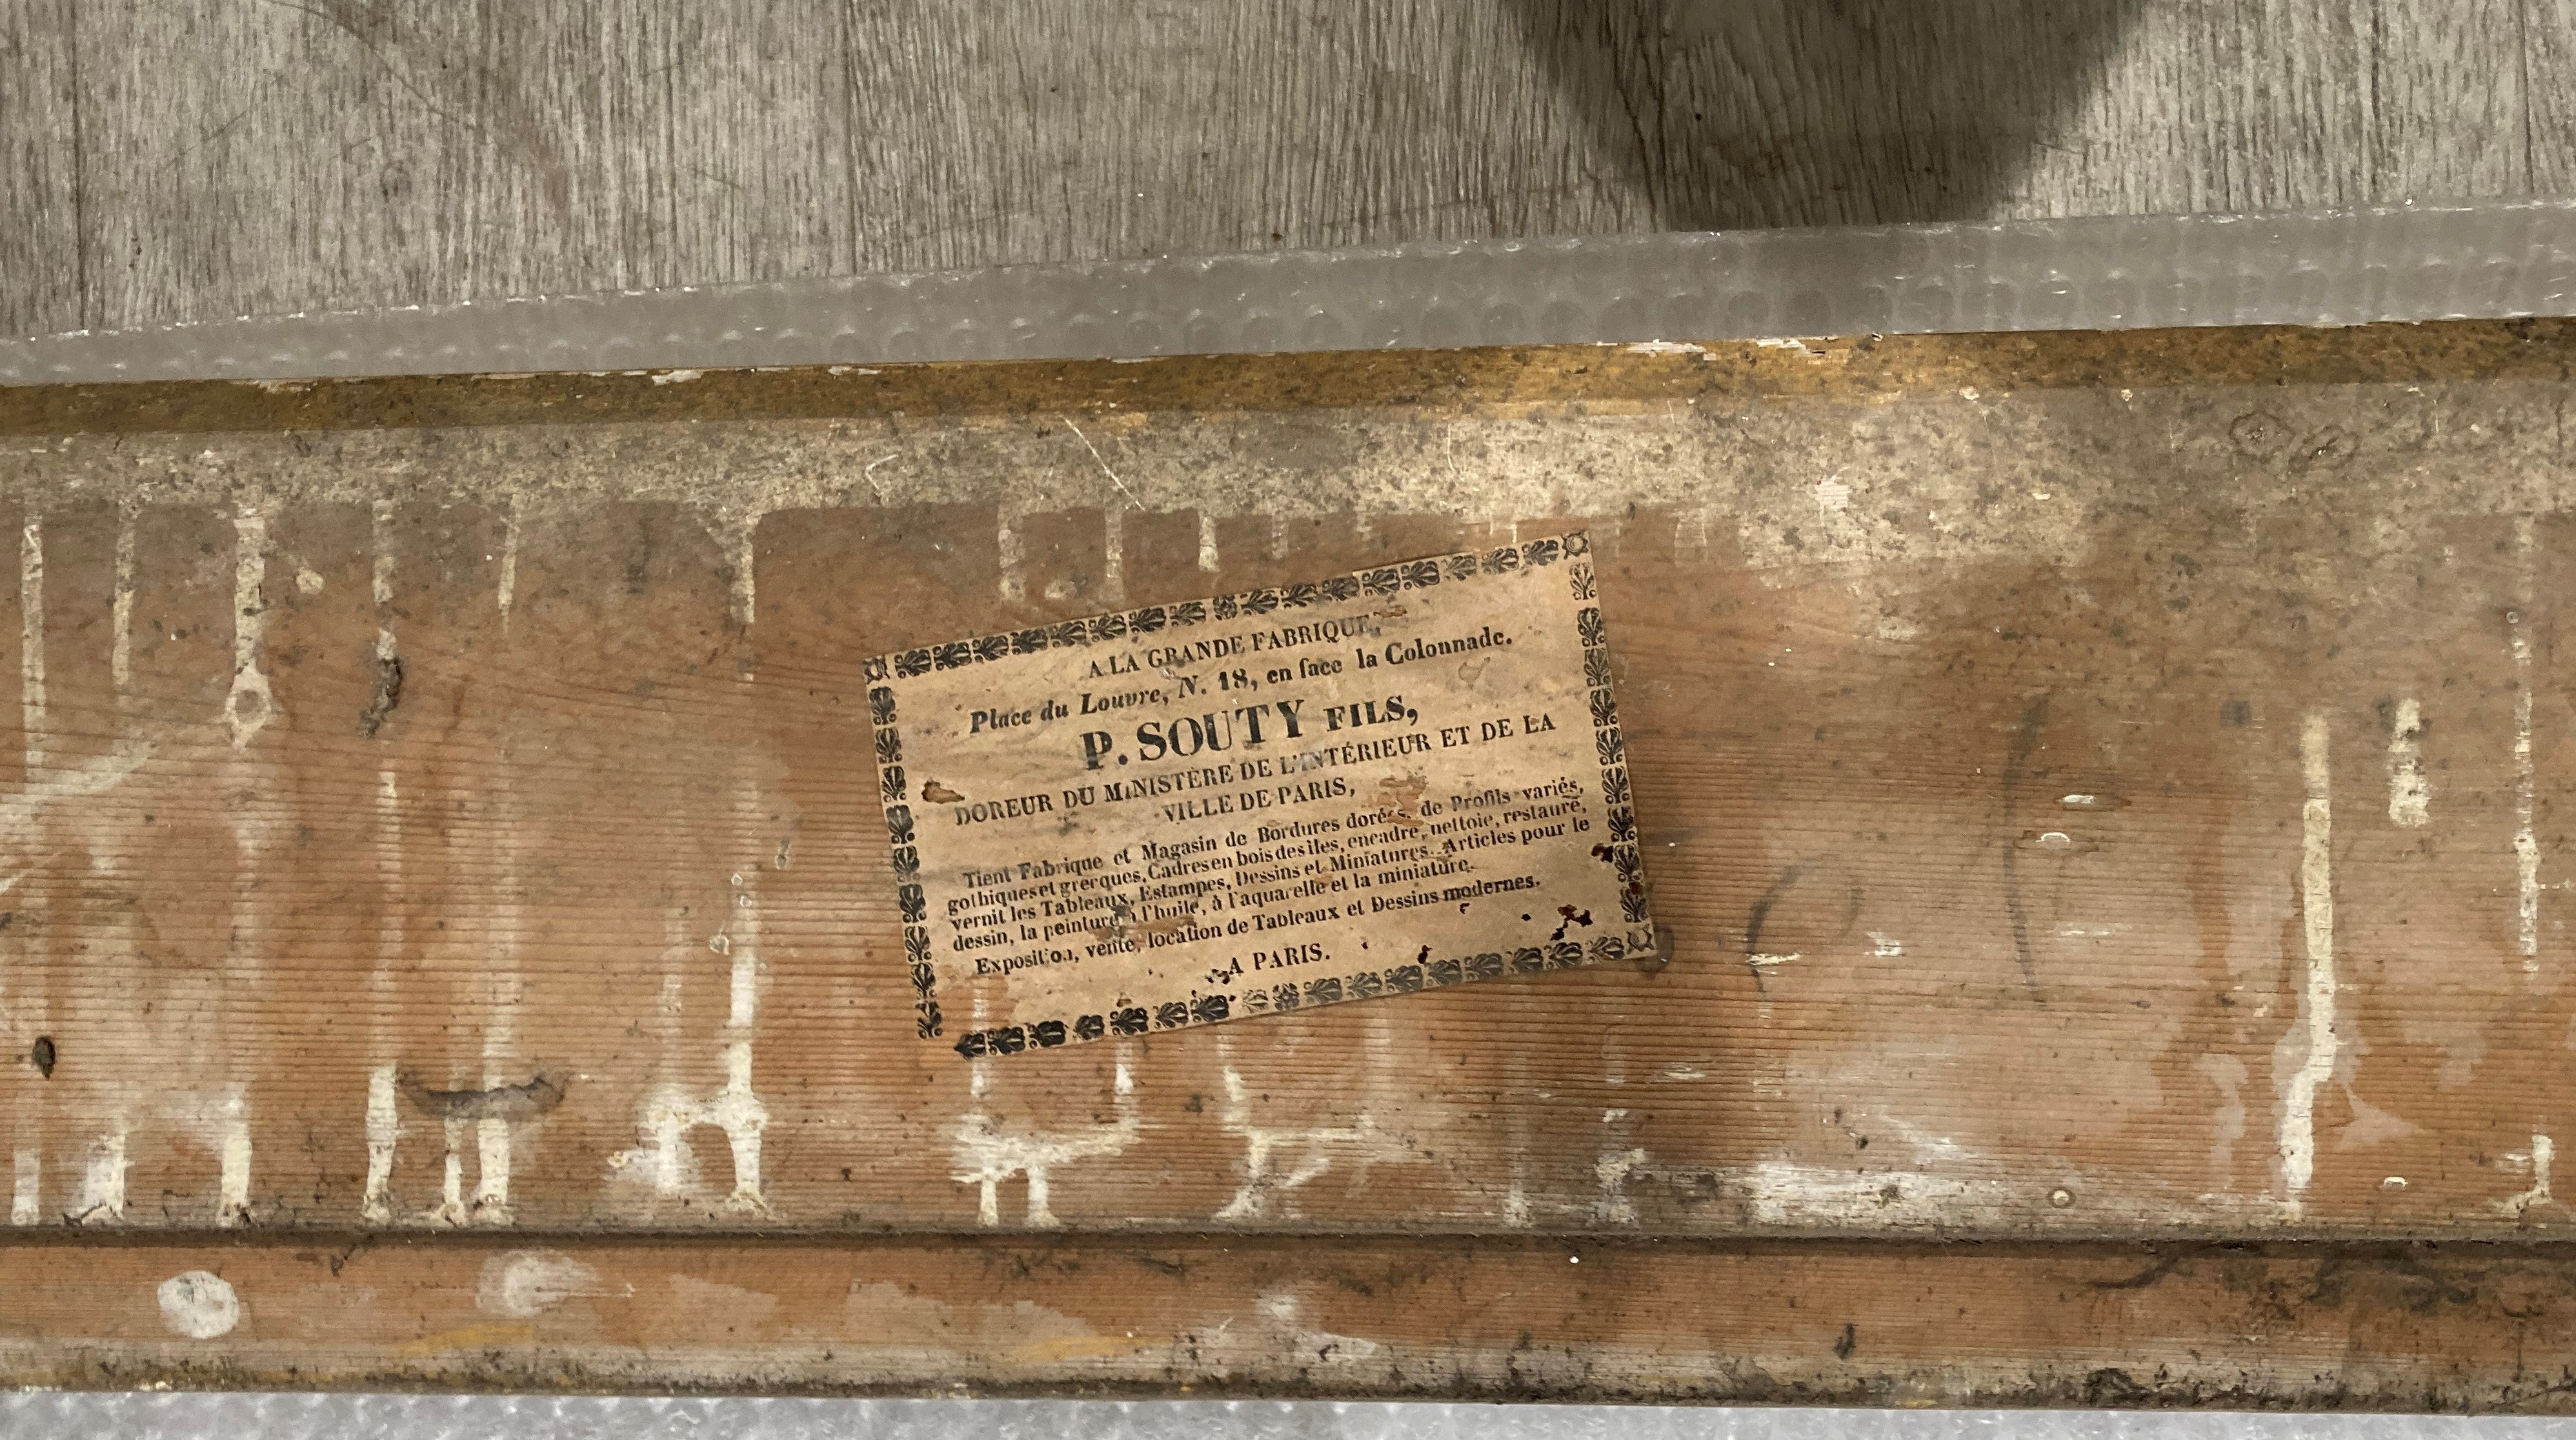 A LA GRANDE FABRIQUE,
Place du Louvre, N. 18, en face la Colonnade.
P. SOUTY FILS,
DOREUR DU MINISTÈRE DE L'INTÉRIEUR ET DE LA
VILLE DE PARIS,
Tient Fabrique et Magasin de Bordures dorées, de Profils variés,
gothiques et grecques, Cadres en bois des iles, encadre, nettoie, restaure,
vernit les Tableaux, Estampes, Dessins et Miniatures. Articles pour le
dessin, la peinture à l'huile, à l'aquarelle et la miniature.
Exposition, vente, location de Tableaux et Dessins modernes.
A PARIS.